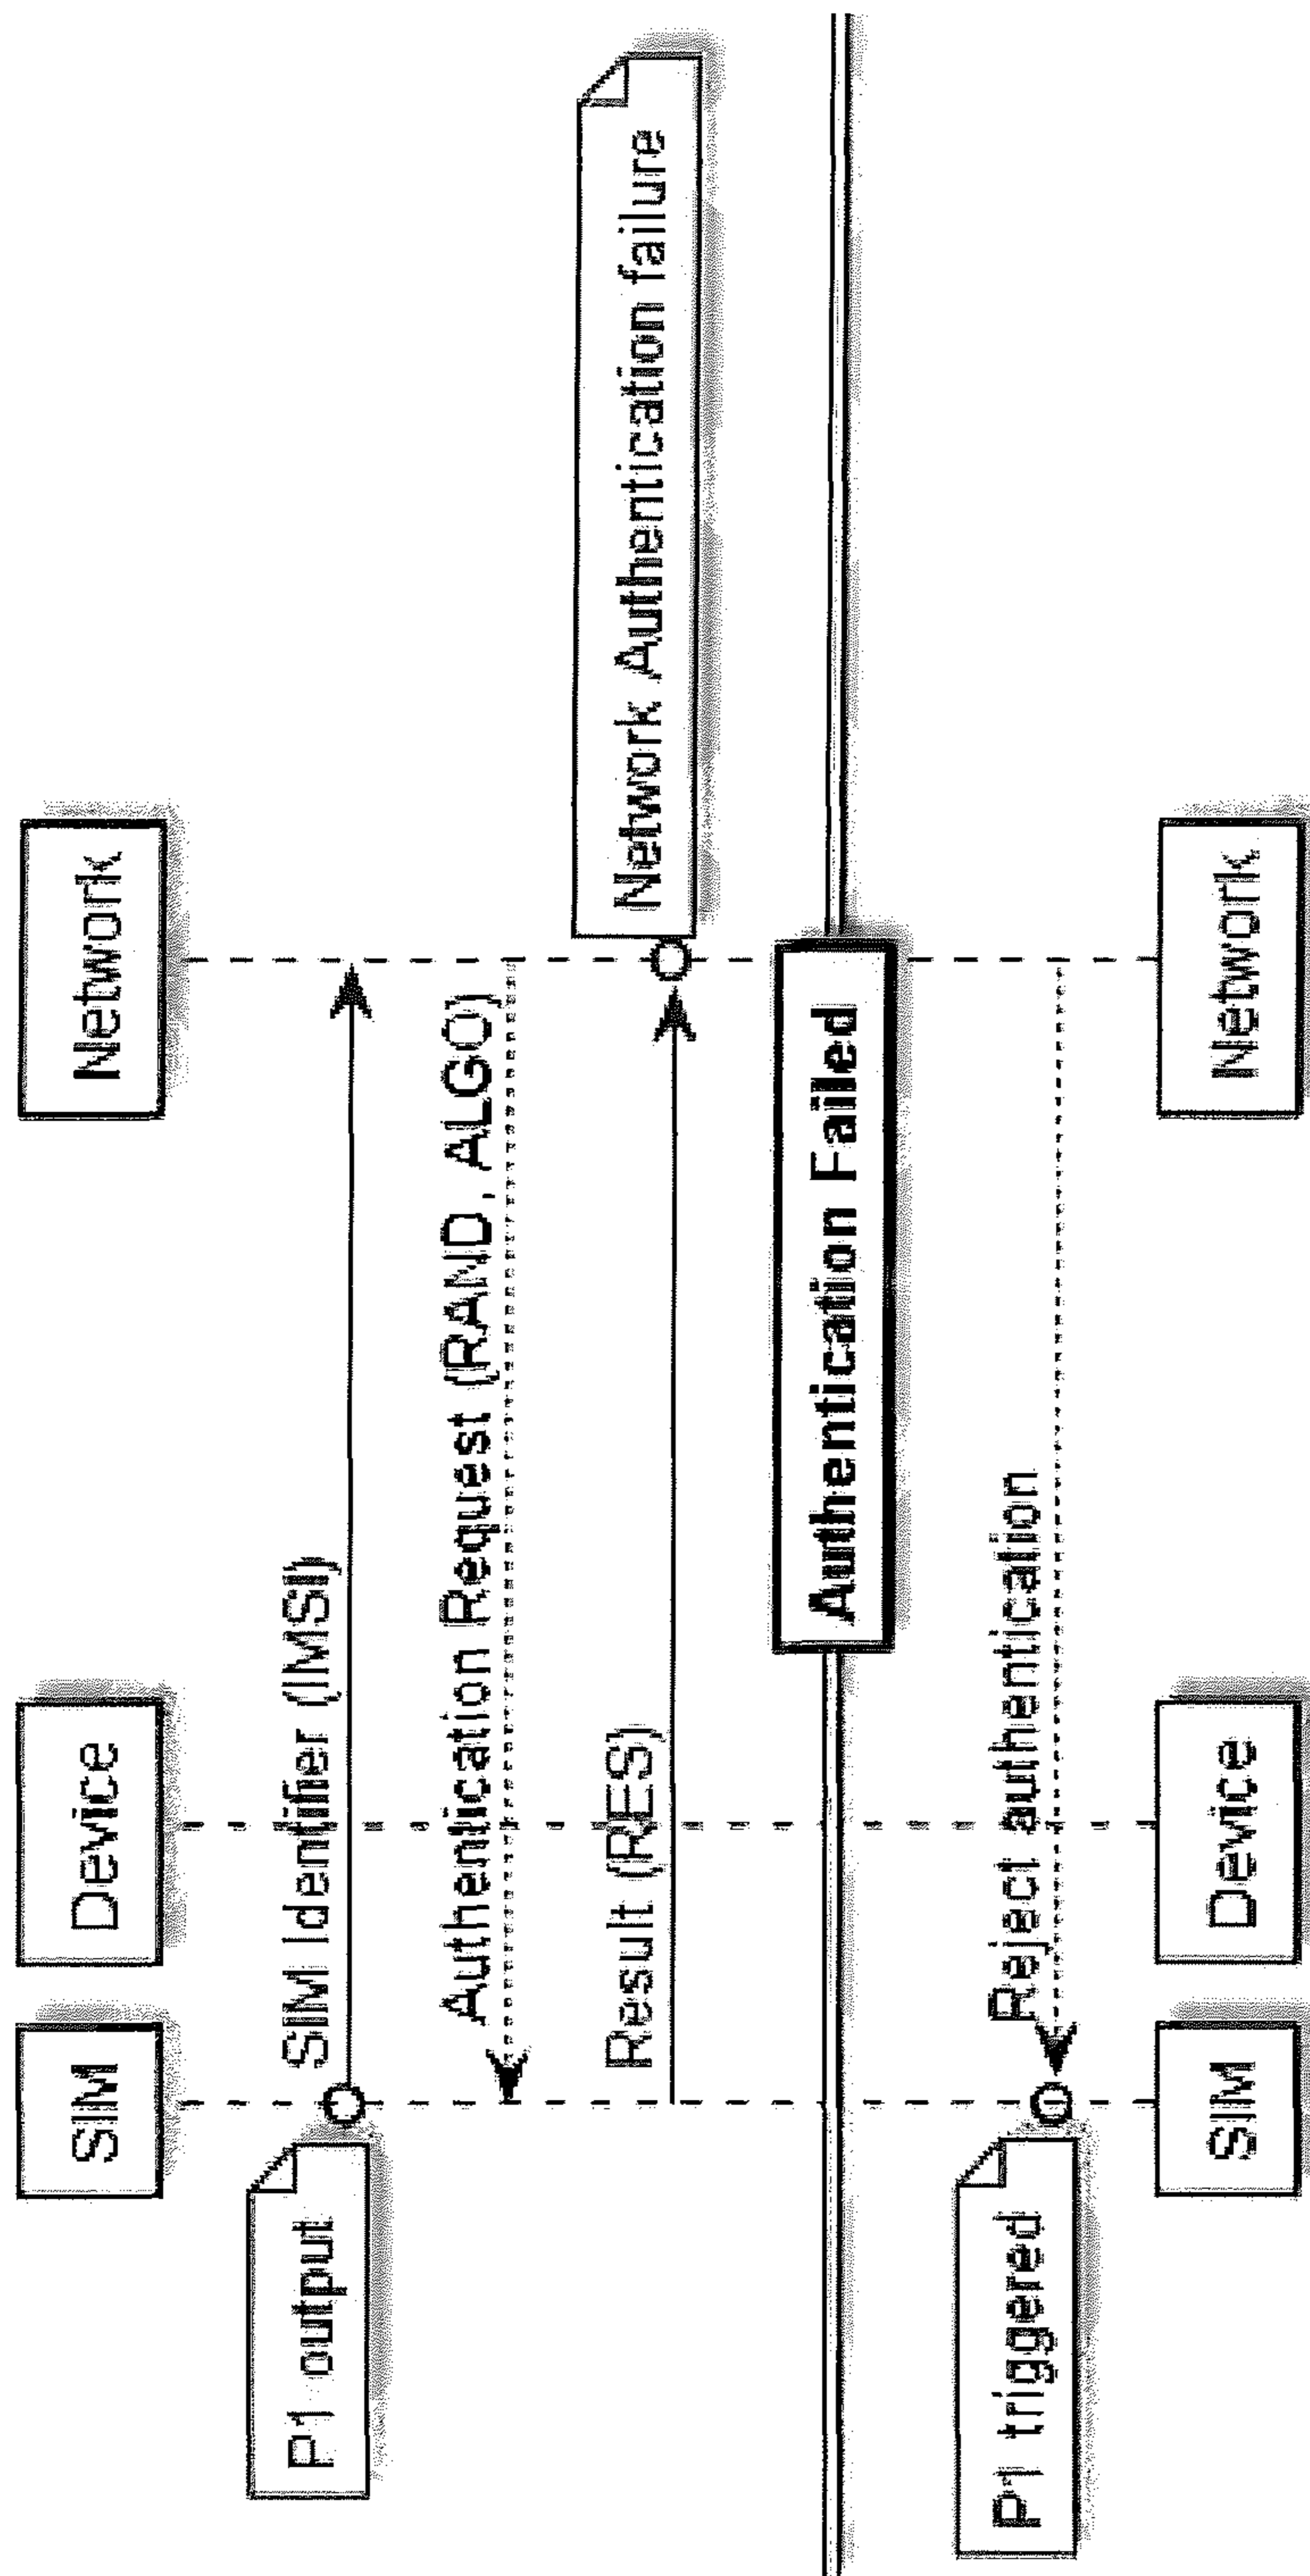 SIM
Device
Network
P1 output
SIM Identifier (IMSI)
Authentication Request (RAND, ALGO)
Result (RES)
Network Authentication failure
Authentication Failed
Reject authentication
P1 triggered
SIM
Device
Network